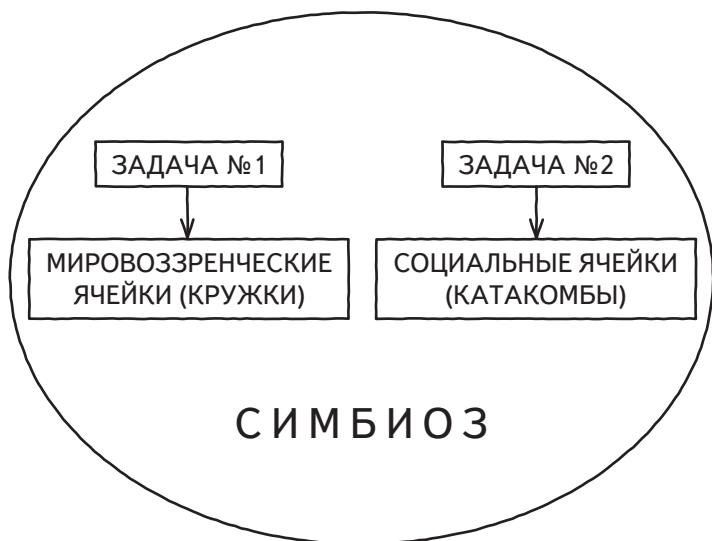 ЗАДАЧА №1
ЗАДАЧА №2
МИРОВОЗЗРЕНЧЕСКИЕ
ЯЧЕЙКИ (КРУЖКИ)
СОЦИАЛЬНЫЕ ЯЧЕЙКИ
(КАТАКОМБЫ)
СИМБИОЗ